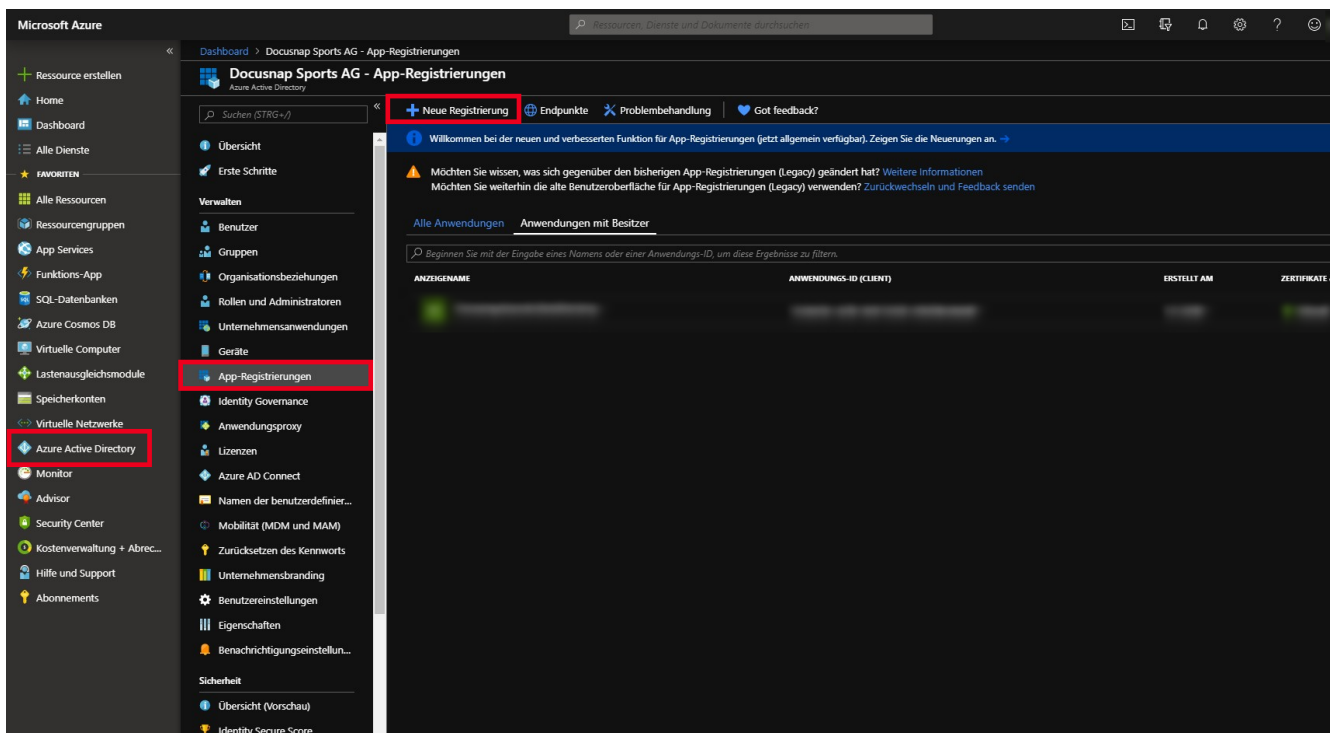 Microsoft Azure
Ressourcen, Dienste und Dokumente durchsuchen
Ressource erstellen
Home
Dashboard
Alle Dienste
FAVORITEN
Alle Ressourcen
Ressourcengruppen
App Services
Funktions-App
SQL-Datenbanken
Azure Cosmos DB
Virtuelle Computer
Lastenausgleichsmodule
Speicherkonten
Virtuelle Netzwerke
Azure Active Directory
Monitor
Advisor
Security Center
Kostenverwaltung + Abrec...
Hilfe und Support
Abonnements
Dashboard > Docusnap Sports AG - App-Registrierungen
Docusnap Sports AG - App-Registrierungen
Azure Active Directory
Suchen (STRG+/)
Übersicht
Erste Schritte
Verwalten
Benutzer
Gruppen
Organisationsbeziehungen
Rollen und Administratoren
Unternehmensanwendungen
Geräte
App-Registrierungen
Identity Governance
Anwendungsproxy
Lizenzen
Azure AD Connect
Namen der benutzerdefinier...
Mobilität (MDM und MAM)
Zurücksetzen des Kennworts
Unternehmensbranding
Benutzereinstellungen
Eigenschaften
Benachrichtigungseinstellun...
Sicherheit
Übersicht (Vorschau)
Identity Secure Score
Neue Registrierung Endpunkte Problembehandlung Got feedback?
Willkommen bei der neuen und verbesserten Funktion für App-Registrierungen (jetzt allgemein verfügbar). Zeigen Sie die Neuerungen an. →
Möchten Sie wissen, was sich gegenüber den bisherigen App-Registrierungen (Legacy) geändert hat? Weitere Informationen
Möchten Sie weiterhin die alte Benutzeroberfläche für App-Registrierungen (Legacy) verwenden? Zurückwechseln und Feedback senden
Alle Anwendungen Anwendungen mit Besitzer
Beginnen Sie mit der Eingabe eines Namens oder einer Anwendungs-ID, um diese Ergebnisse zu filtern.
ANZEIGENAME ANWENDUNGS-ID (CLIENT) ERSTELLT AM ZERTIFIKATE